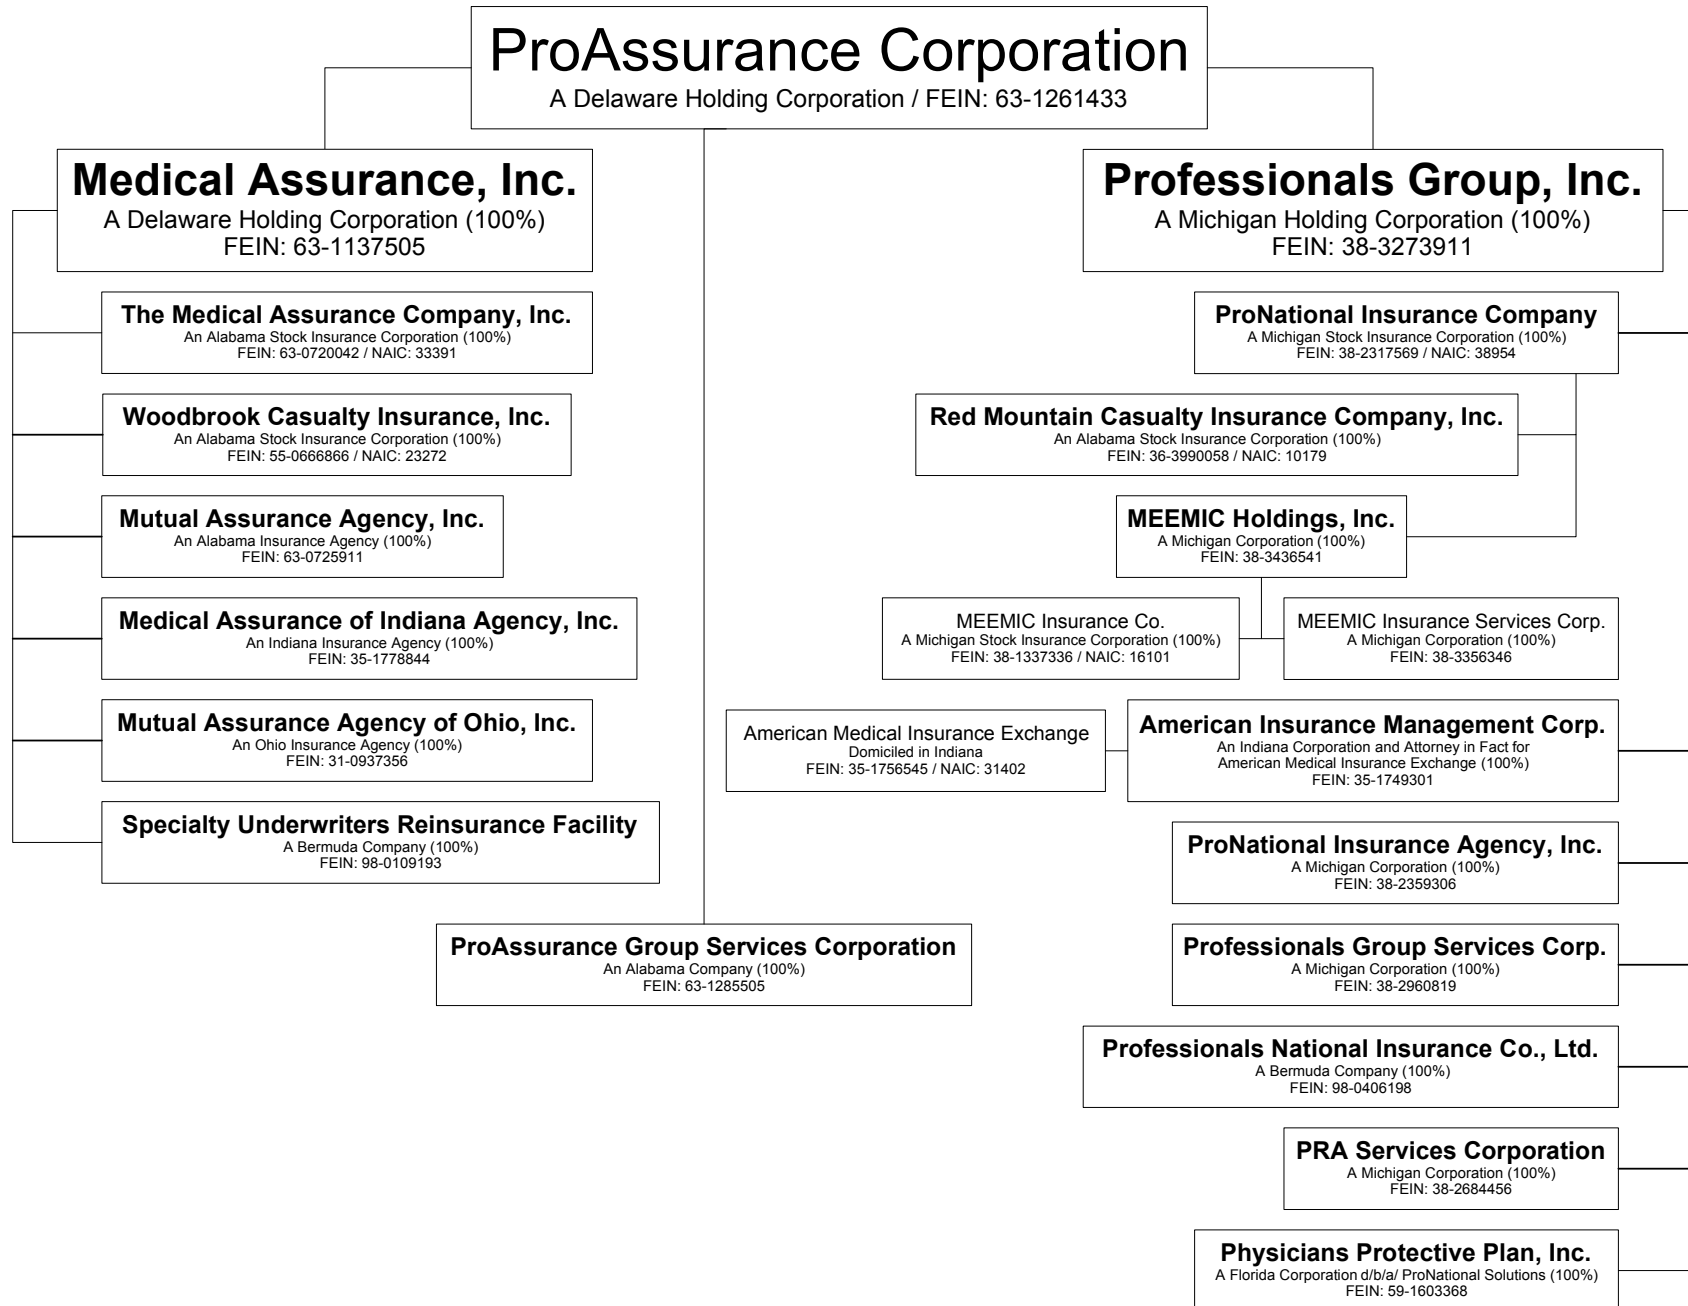 ProAssurance Corporation
A Delaware Holding Corporation / FEIN: 63-1261433
Medical Assurance, Inc.
A Delaware Holding Corporation (100%)
FEIN: 63-1137505
The Medical Assurance Company, Inc.
An Alabama Stock Insurance Corporation (100%)
FEIN: 63-0720042 / NAIC: 33391
Woodbrook Casualty Insurance, Inc.
An Alabama Stock Insurance Corporation (100%)
FEIN: 55-0666866 / NAIC: 23272
Mutual Assurance Agency, Inc.
An Alabama Insurance Agency (100%)
FEIN: 63-0725911
Medical Assurance of Indiana Agency, Inc.
An Indiana Insurance Agency (100%)
FEIN: 35-1778844
Mutual Assurance Agency of Ohio, Inc.
An Ohio Insurance Agency (100%)
FEIN: 31-0937356
Specialty Underwriters Reinsurance Facility
A Bermuda Company (100%)
FEIN: 98-0109193
ProAssurance Group Services Corporation
An Alabama Company (100%)
FEIN: 63-1285505
Professionals Group, Inc.
A Michigan Holding Corporation (100%)
FEIN: 38-3273911
ProNational Insurance Company
A Michigan Stock Insurance Corporation (100%)
FEIN: 38-2317569 / NAIC: 38954
Red Mountain Casualty Insurance Company, Inc.
An Alabama Stock Insurance Corporation (100%)
FEIN: 36-3990058 / NAIC: 10179
MEEMIC Holdings, Inc.
A Michigan Corporation (100%)
FEIN: 38-3436541
MEEMIC Insurance Co.
A Michigan Stock Insurance Corporation (100%)
FEIN: 38-1337336 / NAIC: 16101
MEEMIC Insurance Services Corp.
A Michigan Corporation (100%)
FEIN: 38-3356346
American Medical Insurance Exchange
Domiciled in Indiana
FEIN: 35-1756545 / NAIC: 31402
American Insurance Management Corp.
An Indiana Corporation and Attorney in Fact for
American Medical Insurance Exchange (100%)
FEIN: 35-1749301
ProNational Insurance Agency, Inc.
A Michigan Corporation (100%)
FEIN: 38-2359306
Professionals Group Services Corp.
A Michigan Corporation (100%)
FEIN: 38-2960819
Professionals National Insurance Co., Ltd.
A Bermuda Company (100%)
FEIN: 98-0406198
PRA Services Corporation
A Michigan Corporation (100%)
FEIN: 38-2684456
Physicians Protective Plan, Inc.
A Florida Corporation d/b/a/ ProNational Solutions (100%)
FEIN: 59-1603368